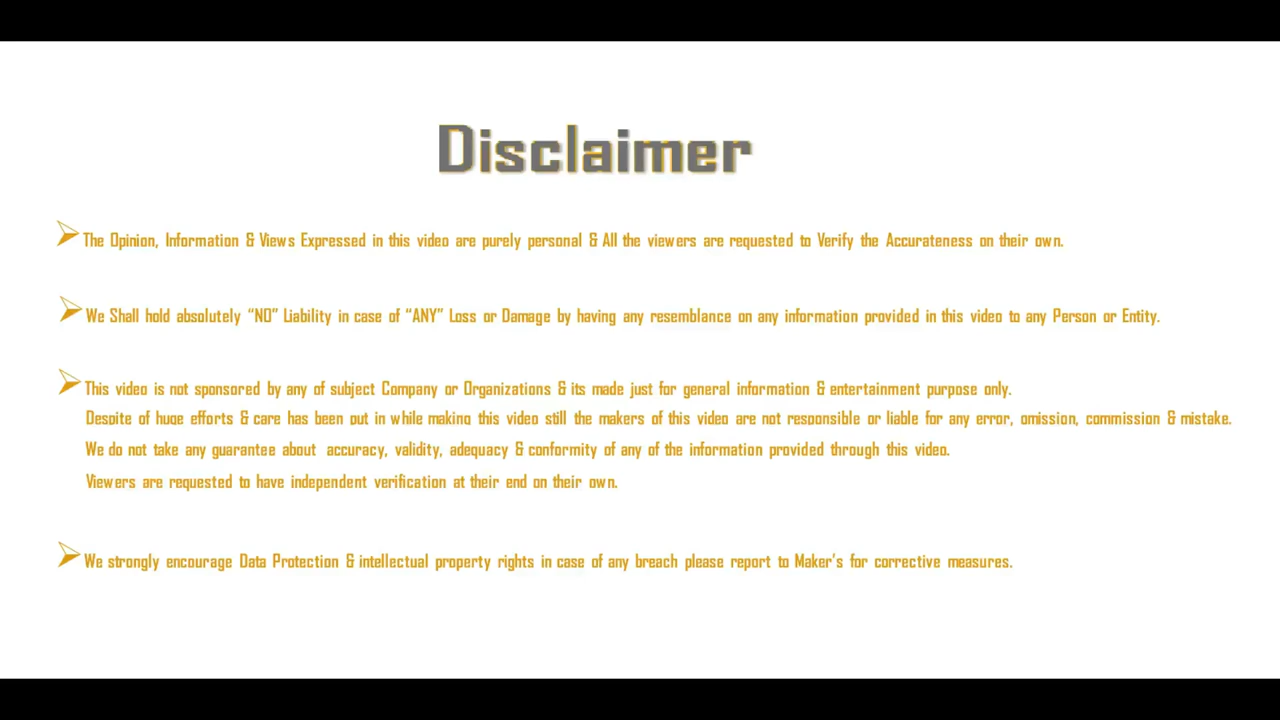 Disclaimer
The Opinion, Information & Views Expressed in this video are purely personal & All the viewers are requested to Verify the Accurateness on their own.
We Shall hold absolutely “NO” Liability in case of “ANY” Loss or Damage by having any resemblance on any information provided in this video to any Person or Entity.
This video is not sponsored by any of subject Company or Organizations & its made just for general information & entertainment purpose only.
Despite of huge efforts & care has been put in while making this video still the makers of this video are not responsible or liable for any error, omission, commission & mistake.
We do not take any guarantee about accuracy, validity, adequacy & conformity of any of the information provided through this video.
Viewers are requested to have independent verification at their end on their own.
We strongly encourage Data Protection & intellectual property rights in case of any breach please report to Maker’s for corrective measures.